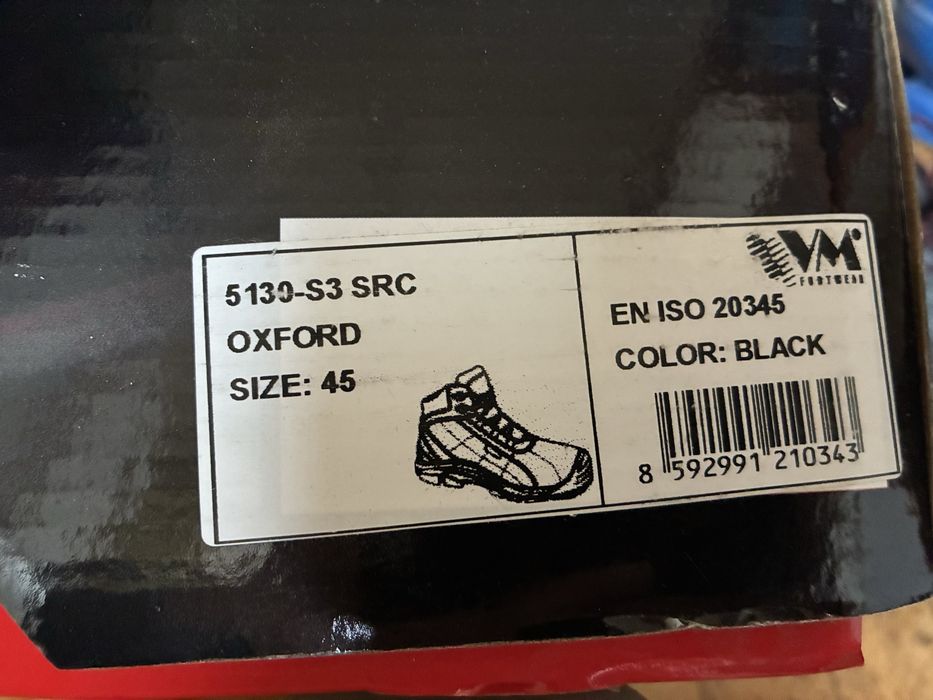 5130-S3 SRC
OXFORD
SIZE: 45
VM
FOOTWEAR
EN ISO 20345
COLOR: BLACK
8 592991 210343